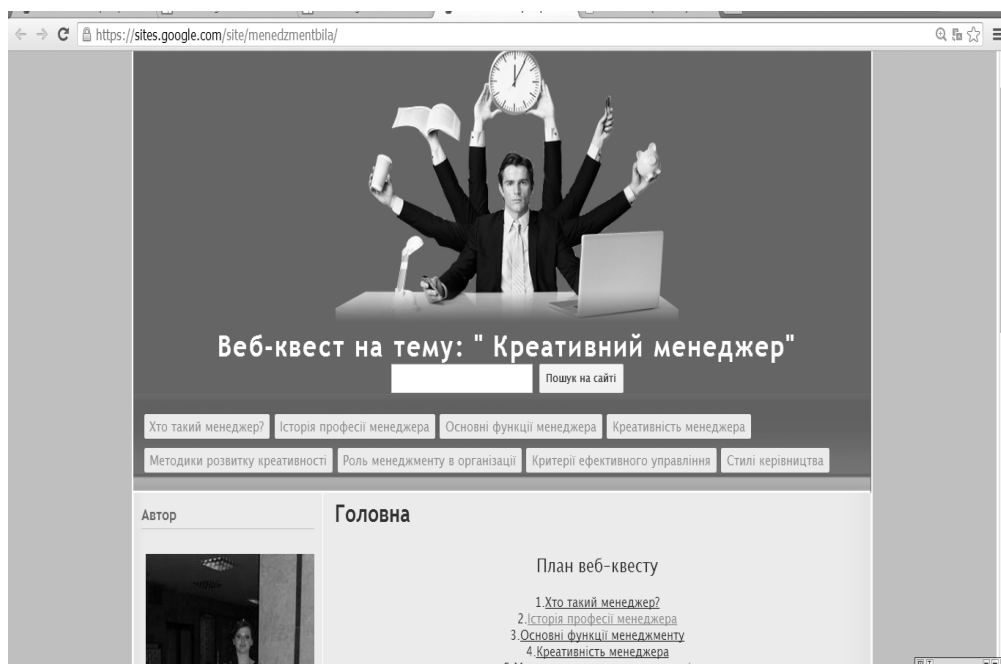 https://sites.google.com/site/menedzmentbila/
Веб-квест на тему: " Креативний менеджер"
Пошук на сайті
Хто такий менеджер? Історія професії менеджера Основні функції менеджера Креативність менеджера
Методики розвитку креативності Роль менеджменту в організації Критерії ефективного управління Стилі керівництва
Автор
Головна
План веб-квесту
1.Хто такий менеджер?
2.Історія професії менеджера
3.Основні функції менеджменту
4.Креативність менеджера